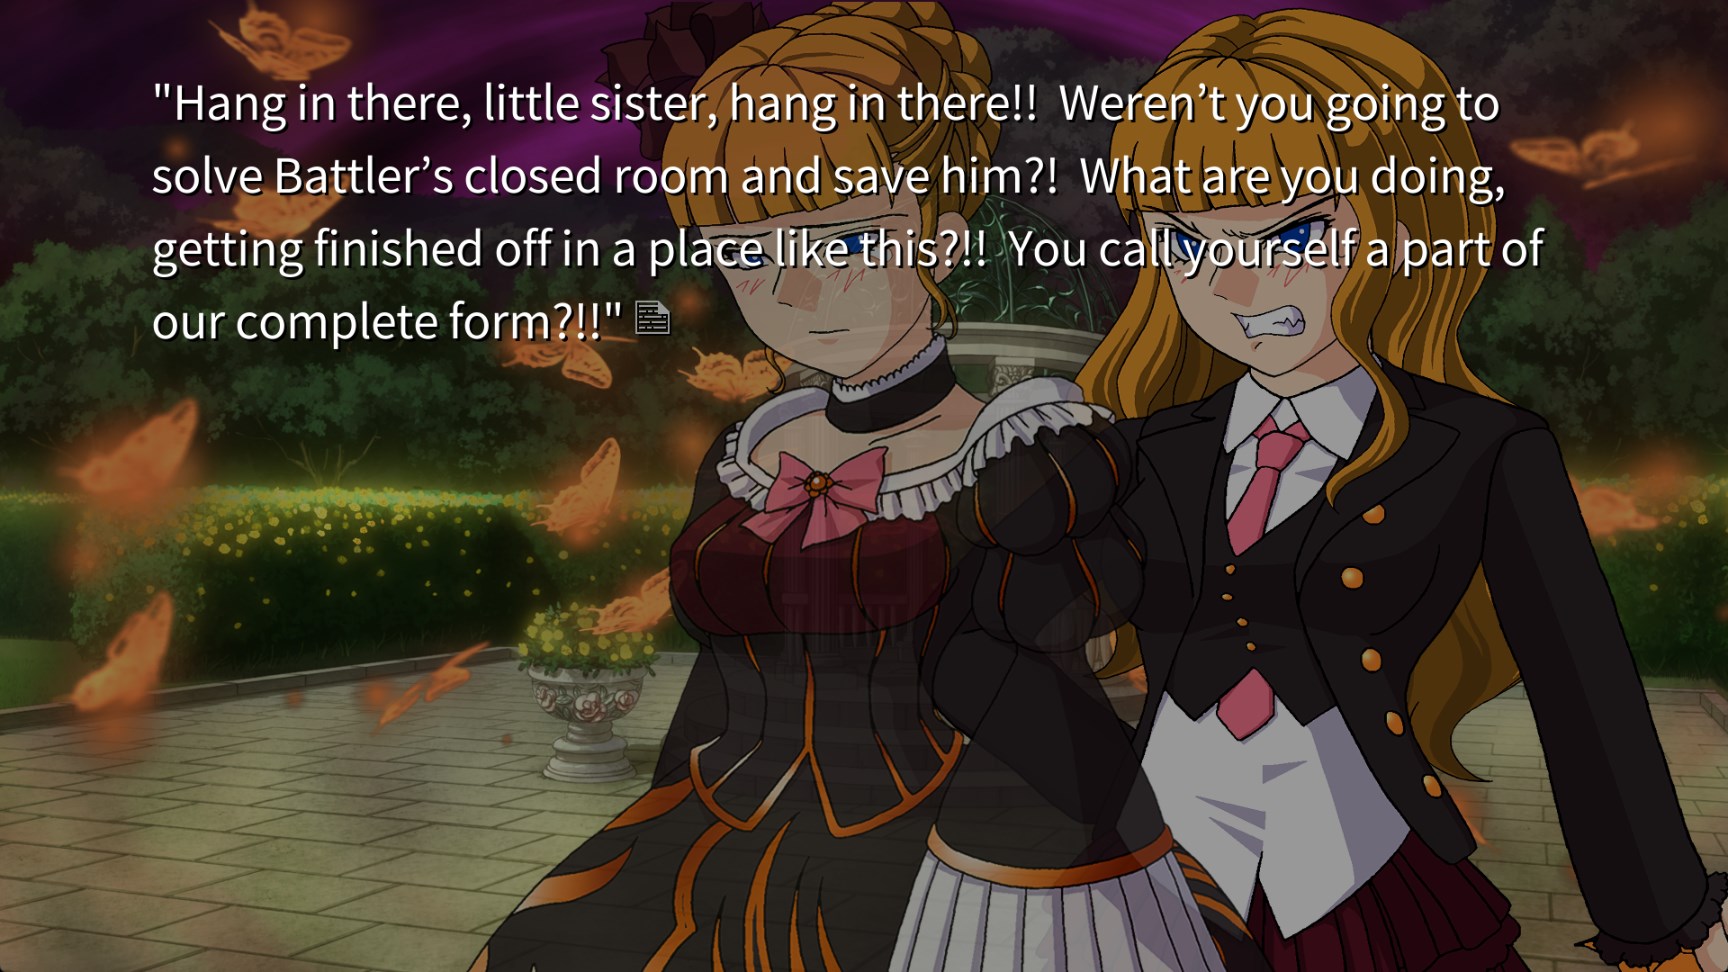 "Hang in there, little sister, hang in there!!  Weren’t you going to
solve Battler’s closed room and save him?!  What are you doing,
getting finished off in a place like this?!!  You call yourself a part of
our complete form?!!"